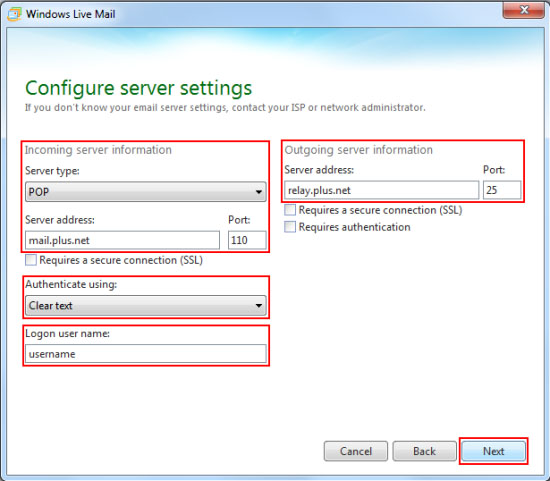 Windows Live Mail
Configure server settings
If you don't know your email server settings, contact your ISP or network administrator.
Incoming server information
Server type:
POP
Server address: Port:
mail.plus.net 110
Requires a secure connection (SSL)
Authenticate using:
Clear text
Logon user name:
username
Outgoing server information
Server address: Port:
relay.plus.net 25
Requires a secure connection (SSL)
Requires authentication
Cancel Back Next